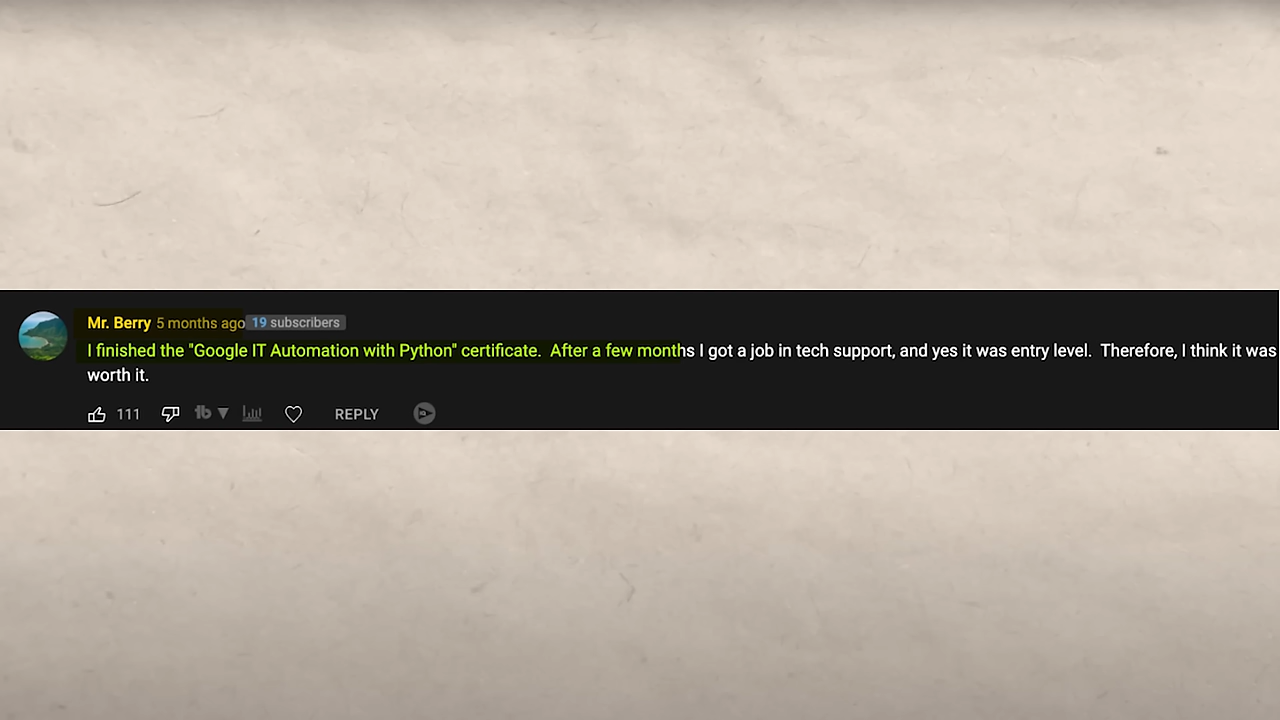 Mr. Berry 5 months ago 19 subscribers
I finished the "Google IT Automation with Python" certificate.  After a few months I got a job in tech support, and yes it was entry level.  Therefore, I think it was
worth it.
111 REPLY